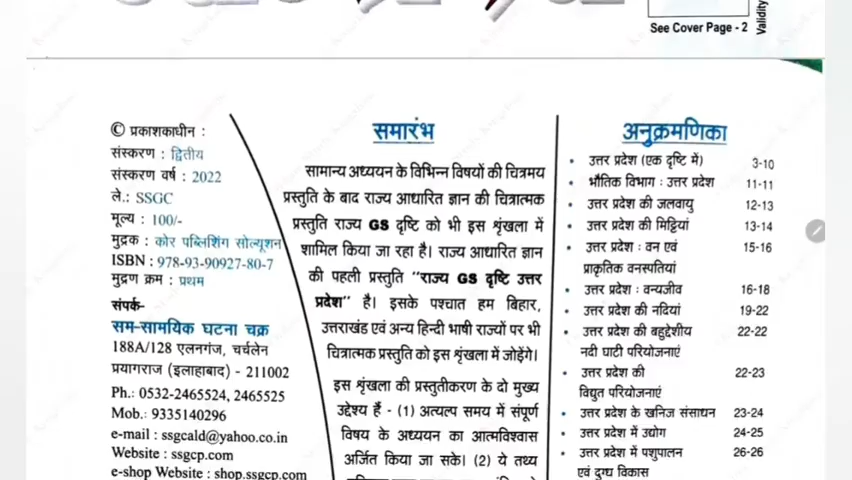 See Cover Page - 2
Validity
© प्रकाशकाधीन :
संस्करण : द्वितीय
संस्करण वर्ष : 2022
ले.: SSGC
मूल्य : 100/-
मुद्रक : कोर पब्लिशिंग सोल्यूशन
ISBN : 978-93-90927-80-7
मुद्रण क्रम : प्रथम
संपर्क-
सम-सामयिक घटना चक्र
188A/128 एलनगंज, चर्चलेन
प्रयागराज (इलाहाबाद) - 211002
Ph.: 0532-2465524, 2465525
Mob.: 9335140296
e-mail : ssgcald@yahoo.co.in
Website : ssgcp.com
e-shop Website : shop.ssgcp.com
समारंभ
सामान्य अध्ययन के विभिन्न विषयों की चित्रमय
प्रस्तुति के बाद राज्य आधारित ज्ञान की चित्रात्मक
प्रस्तुति राज्य GS दृष्टि को भी इस शृंखला में
शामिल किया जा रहा है। राज्य आधारित ज्ञान
की पहली प्रस्तुति "राज्य GS दृष्टि उत्तर
प्रदेश" है। इसके पश्चात हम बिहार,
उत्तराखंड एवं अन्य हिन्दी भाषी राज्यों पर भी
चित्रात्मक प्रस्तुति को इस शृंखला में जोड़ेंगे।
इस शृंखला की प्रस्तुतीकरण के दो मुख्य
उद्देश्य हैं - (1) अत्यल्प समय में संपूर्ण
विषय के अध्ययन का आत्मविश्वास
अर्जित किया जा सके। (2) ये तथ्य
अनुक्रमणिका
• उत्तर प्रदेश (एक दृष्टि में) 3-10
• भौतिक विभाग : उत्तर प्रदेश 11-11
• उत्तर प्रदेश की जलवायु 12-13
• उत्तर प्रदेश की मिट्टियां 13-14
• उत्तर प्रदेश : वन एवं 15-16
प्राकृतिक वनस्पतियां
• उत्तर प्रदेश : वन्यजीव 16-18
• उत्तर प्रदेश की नदियां 19-22
• उत्तर प्रदेश की बहुद्देशीय 22-22
नदी घाटी परियोजनाएं
• उत्तर प्रदेश की 22-23
विद्युत परियोजनाएं
• उत्तर प्रदेश के खनिज संसाधन 23-24
• उत्तर प्रदेश में उद्योग 24-25
• उत्तर प्रदेश में पशुपालन 26-26
एवं दुग्ध विकास